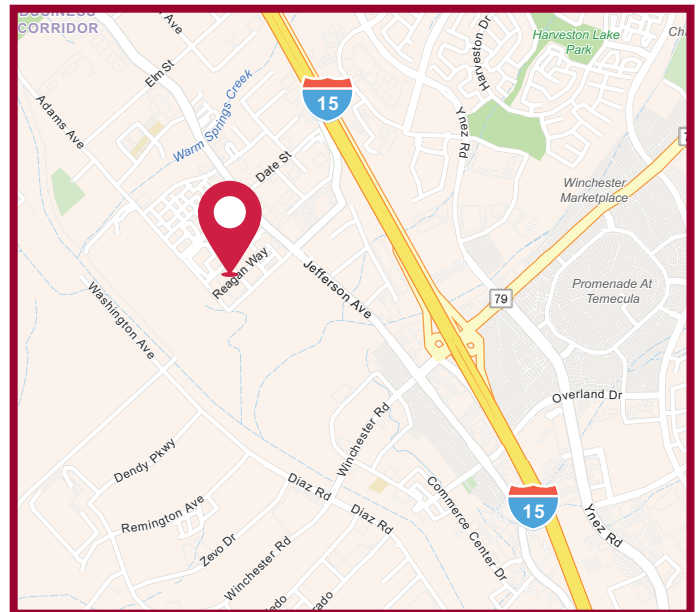 BUSINESS
CORRIDOR
Ave
Elm St
Adams Ave
Warm Springs Creek
Date St
15
Harveston Dr
Harveston Lake
Park
Ynez Rd
Winchester
Marketplace
Reagan Way
Jefferson Ave
79
Promenade At
Temecula
Washington Ave
Overland Dr
Winchester Rd
Dendy Pkwy
Diaz Rd
Diaz Rd
Commerce Center Dr
15
Ynez Rd
Remington Ave
Zevo Dr
Winchester Rd